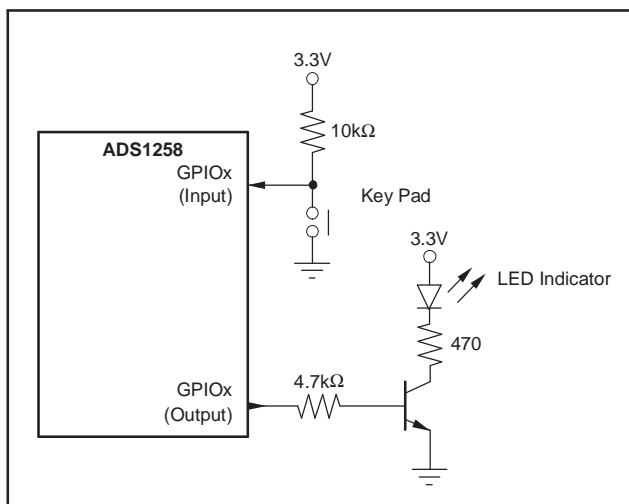 3.3V
10kΩ
ADS1258
GPIOx
(Input)
Key Pad
3.3V
LED Indicator
470
GPIOx
(Output)
4.7kΩ